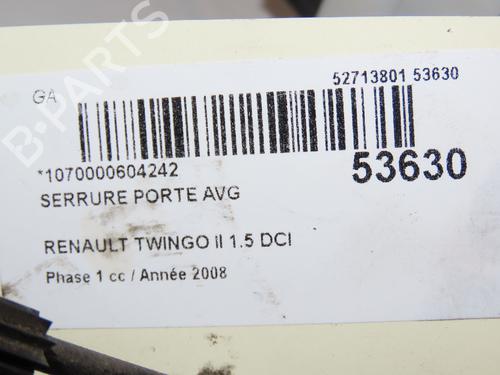 B-PARTS
52713801 53630
GA
*1070000604242
53630
SERRURE PORTE AVG
RENAULT TWINGO II 1.5 DCI
Phase 1 cc / Année 2008